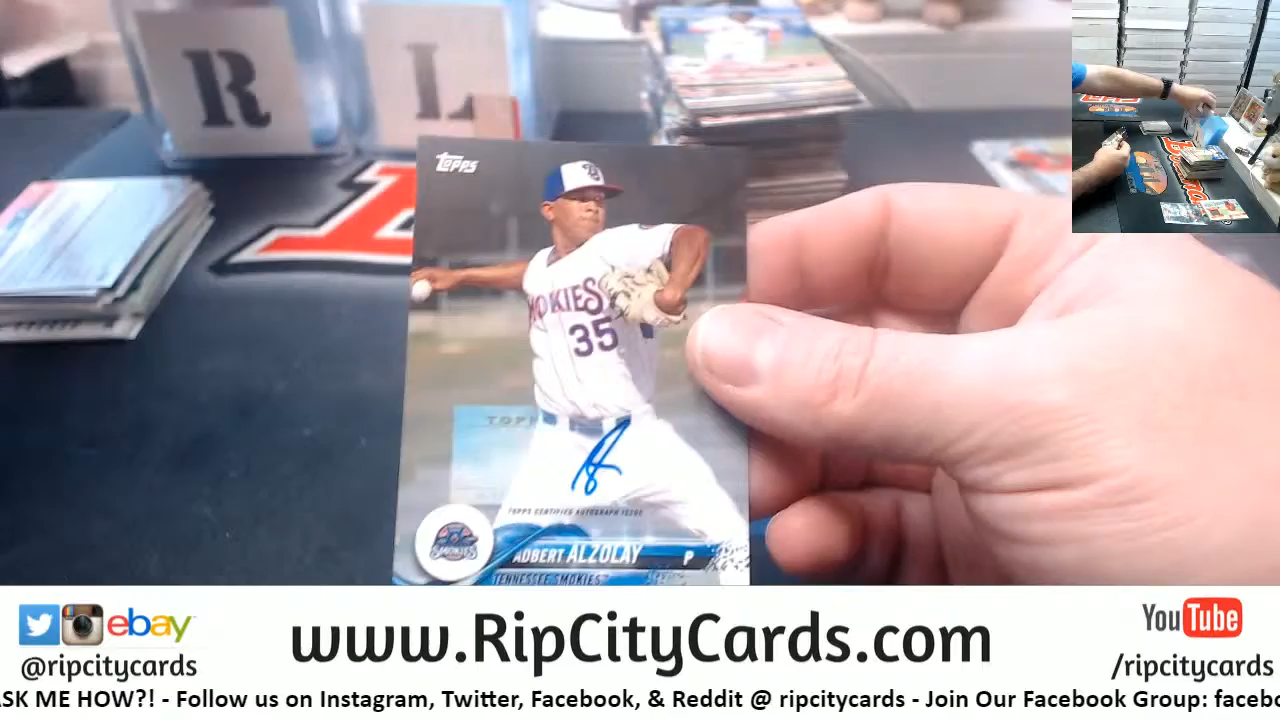 R L
TOPPS
SMOKIES
35
TOPPS CERTIFIED AUTOGRAPH ISSUE
SMOKIES
ADBERT ALZOLAY P
TENNESSEE SMOKIES
ebay
@ripcitycards
www.RipCityCards.com
YouTube
/ripcitycards
ASK ME HOW?! - Follow us on Instagram, Twitter, Facebook, & Reddit @ ripcitycards - Join Our Facebook Group: